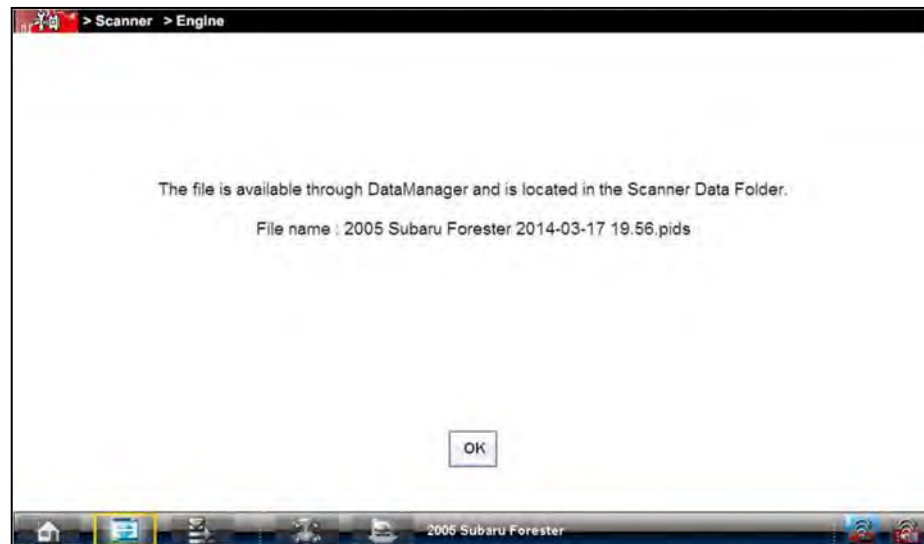 > Scanner > Engine
The file is available through DataManager and is located in the Scanner Data Folder.
File name : 2005 Subaru Forester 2014-03-17 19.56.pids
OK
2005 Subaru Forester